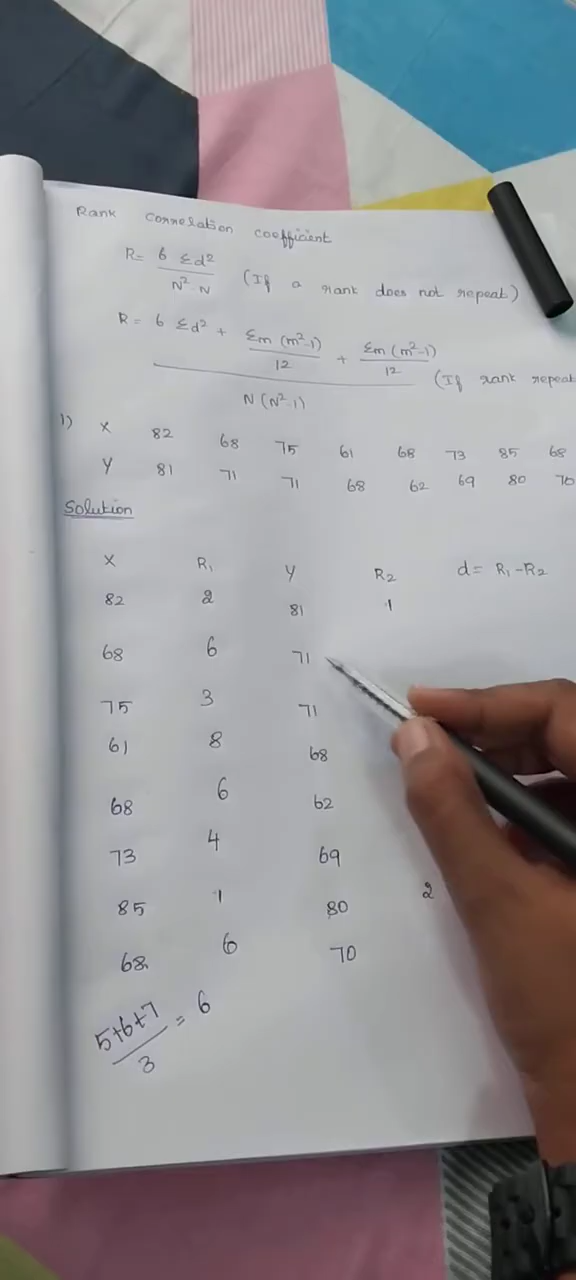 Rank correlation coefficient
R = 6 Σd² / N² - N (If a rank does not repeat)
R = 6 Σd² + Σm (m²-1) / 12 + Σm (m²-1) / 12 / N (N²-1) (If rank repeat
1) X 82 68 75 61 68 73 85 68
Y 81 71 71 68 62 69 80 70
Solution
X R₁ Y R₂ d = R₁ - R₂
82 2 81 1
68 6 71
75 3 71
61 8 68
68 6 62
73 4 69
85 1 80 2
68. 6 70
5+6+7 / 3 = 6